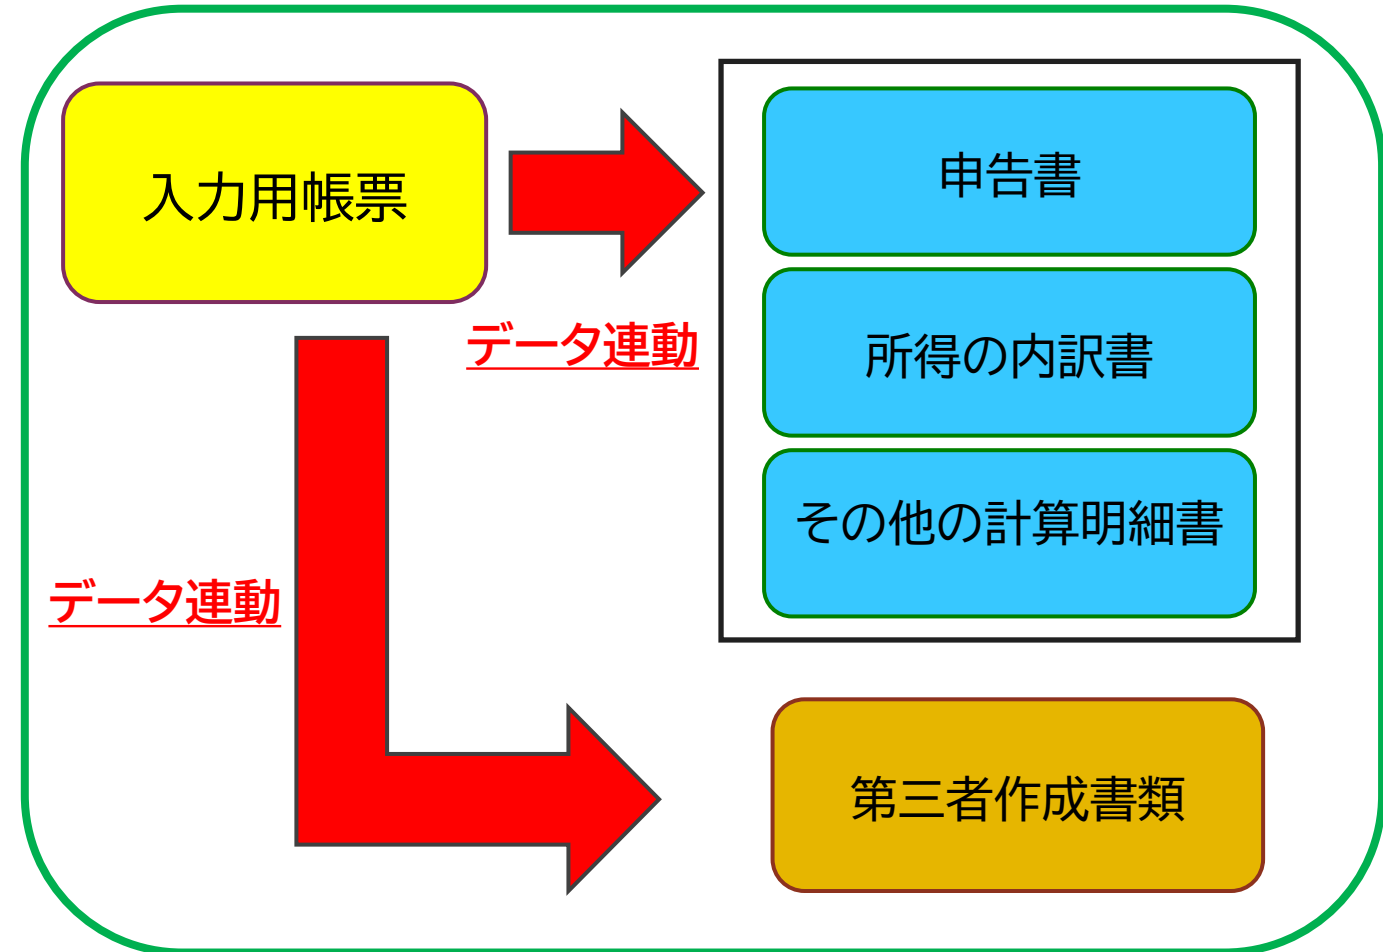 入力用帳票
申告書
データ連動
所得の内訳書
その他の計算明細書
データ連動
第三者作成書類